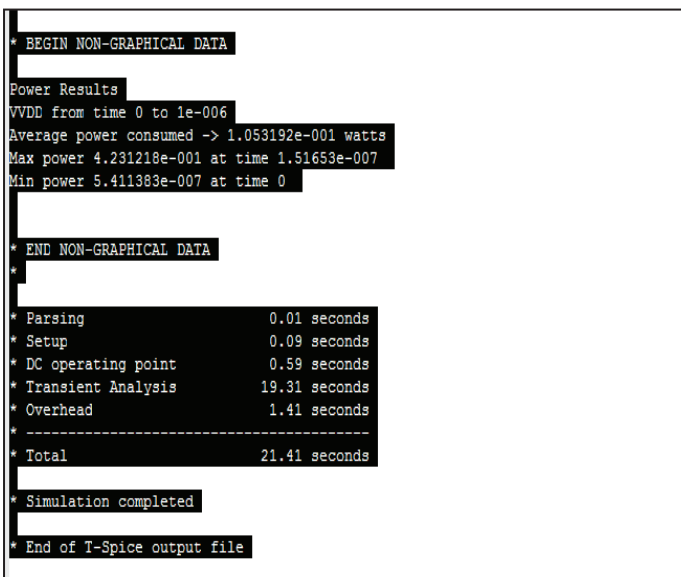 * BEGIN NON-GRAPHICAL DATA
Power Results
VVDD from time 0 to 1e-006
Average power consumed -> 1.053192e-001 watts
Max power 4.231218e-001 at time 1.51653e-007
Min power 5.411383e-007 at time 0
* END NON-GRAPHICAL DATA
*
* Parsing 0.01 seconds
* Setup 0.09 seconds
* DC operating point 0.59 seconds
* Transient Analysis 19.31 seconds
* Overhead 1.41 seconds
* -----------------------------------------
* Total 21.41 seconds
* Simulation completed
* End of T-Spice output file